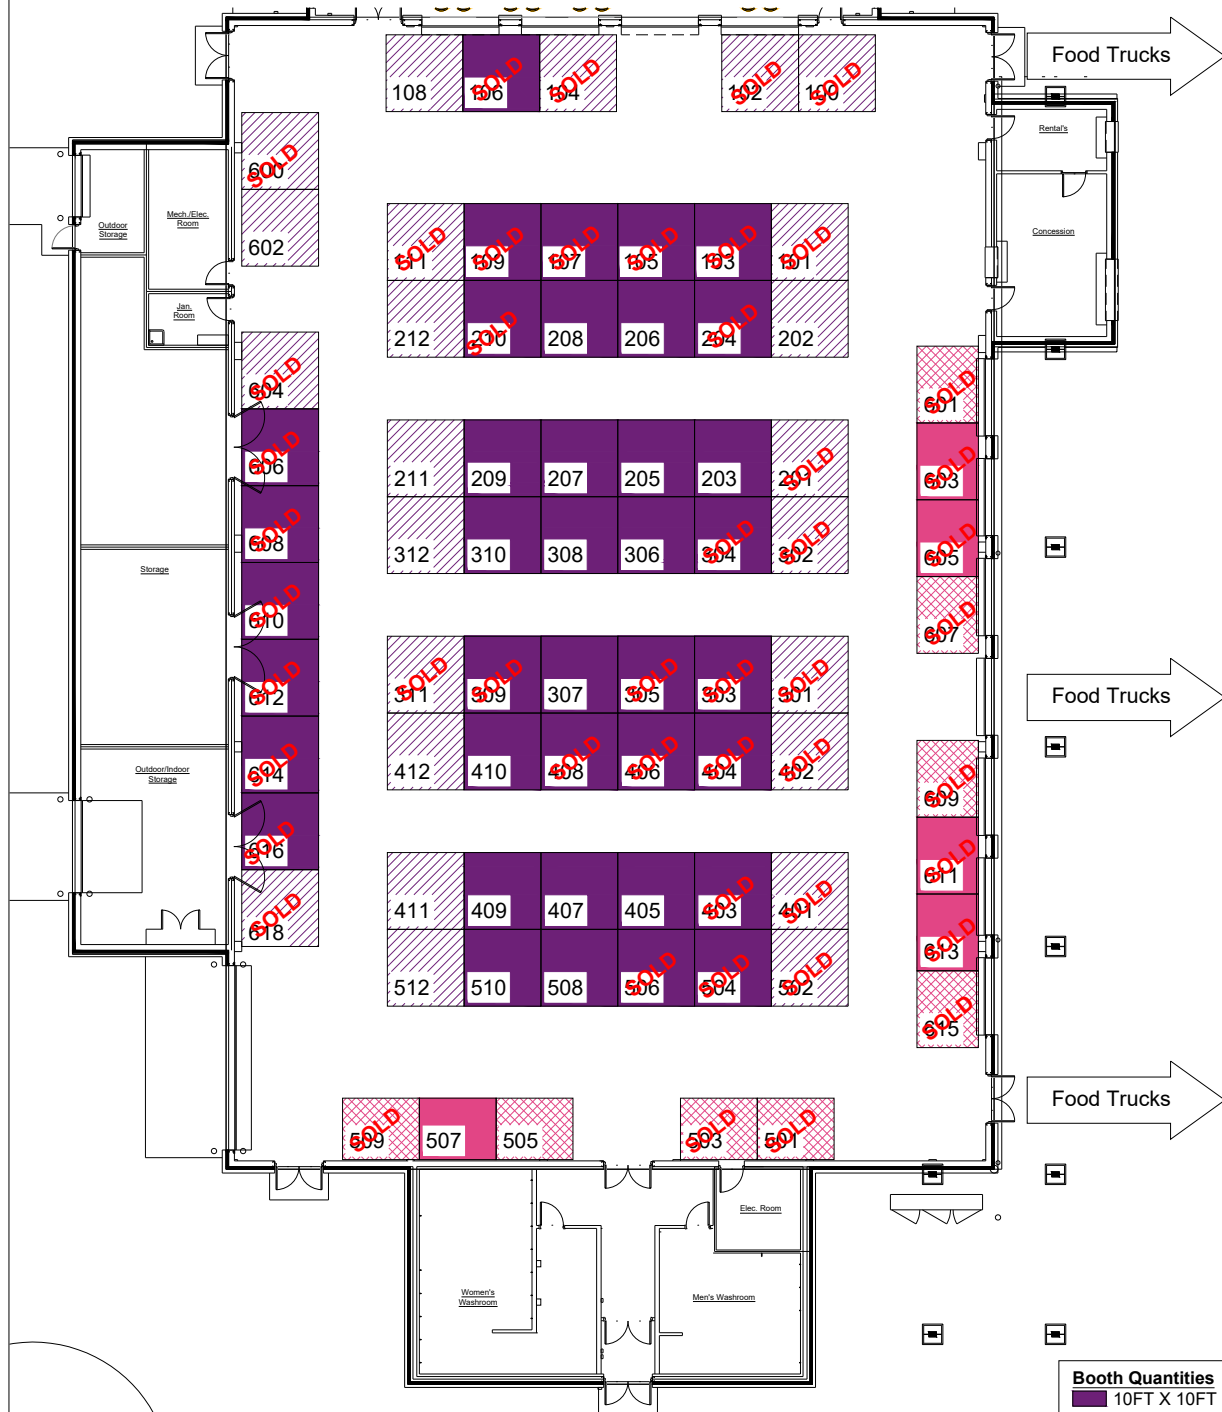 Food Trucks
108
106 SOLD
104 SOLD
102 SOLD
100 SOLD
Rental's
600 SOLD
602
Mech./Elec.
Room
Outdoor
Storage
Concession
111 SOLD
109 SOLD
107 SOLD
105 SOLD
103 SOLD
101 SOLD
Jan.
Room
212
210 SOLD
208
206
204 SOLD
202
604 SOLD
601 SOLD
606 SOLD
211
209
207
205
203
201 SOLD
603 SOLD
608 SOLD
312
310
308
306
304 SOLD
302 SOLD
605 SOLD
Storage
610 SOLD
607 SOLD
612 SOLD
311 SOLD
309 SOLD
307
305 SOLD
303 SOLD
301 SOLD
Food Trucks
614 SOLD
Outdoor/Indoor
Storage
412
410
408 SOLD
406 SOLD
404 SOLD
402 SOLD
609 SOLD
616 SOLD
611 SOLD
618 SOLD
411
409
407
405
403 SOLD
401 SOLD
613 SOLD
512
510
508
506 SOLD
504 SOLD
502 SOLD
615 SOLD
Food Trucks
509 SOLD
507
505
503 SOLD
501 SOLD
Elec. Room
Women's
Washroom
Men's Washroom
Booth Quantities
10FT X 10FT